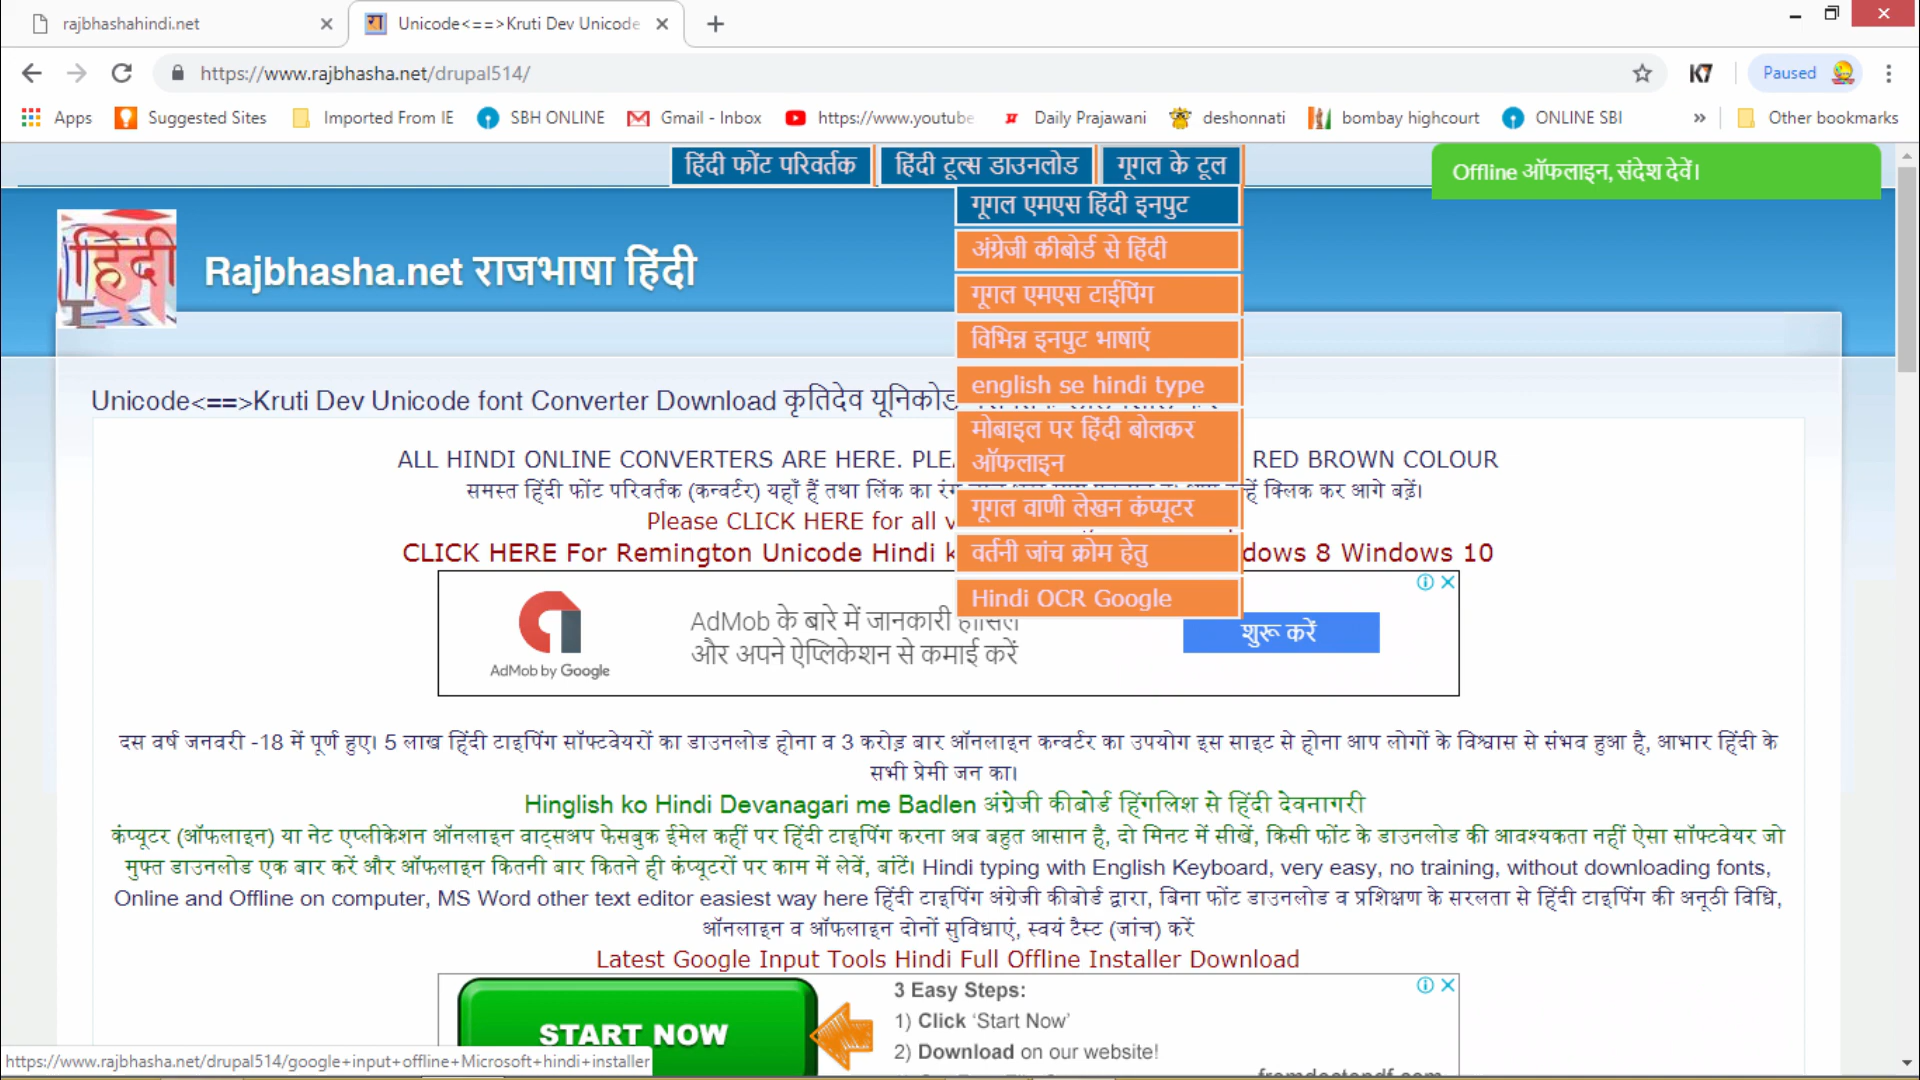 rajbhashahindi.net
Unicode<==>Kruti Dev Unicode
https://www.rajbhasha.net/drupal514/
K7
Paused
Apps
Suggested Sites
Imported From IE
SBH ONLINE
Gmail - Inbox
https://www.youtube
Daily Prajawani
deshonnati
bombay highcourt
ONLINE SBI
»
Other bookmarks
हिंदी फोंट परिवर्तक
हिंदी टूल्स डाउनलोड
गूगल के टूल
Offline ऑफलाइन, संदेश देवें।
गूगल एमएस हिंदी इनपुट
अंग्रेजी कीबोर्ड से हिंदी
गूगल एमएस टाईपिंग
विभिन्न इनपुट भाषाएं
english se hindi type
मोबाइल पर हिंदी बोलकर
ऑफलाइन
गूगल वाणी लेखन कंप्यूटर
वर्तनी जांच क्रोम हेतु
Hindi OCR Google
हिंदी
Rajbhasha.net राजभाषा हिंदी
Unicode<==>Kruti Dev Unicode font Converter Download कृतिदेव
ALL HINDI ONLINE CONVERTERS ARE HERE. RED BROWN COLOUR
समस्त हिंदी फोंट परिवर्तक (कन्वर्टर) यहाँ हैं तथा लिंक का क्लिक कर आगे बढ़ें।
Please CLICK HERE for all
CLICK HERE For Remington Unicode Hindi Windows 8 Windows 10
AdMob by Google
AdMob के बारे में जानकारी हासिल
और अपने ऐप्लिकेशन से कमाई करें
शुरू करें
दस वर्ष जनवरी -18 में पूर्ण हुए। 5 लाख हिंदी टाइपिंग सॉफ्टवेयरों का डाउनलोड होना व 3 करोड़ बार ऑनलाइन कन्वर्टर का उपयोग इस साइट से होना आप लोगों के विश्वास से संभव हुआ है, आभार हिंदी के
सभी प्रेमी जन का।
Hinglish ko Hindi Devanagari me Badlen अंग्रेजी कीबोर्ड हिंगलिश से हिंदी देवनागरी
कंप्यूटर (ऑफलाइन) या नेट एप्लीकेशन ऑनलाइन वाट्सअप फेसबुक ईमेल कहीं पर हिंदी टाइपिंग करना अब बहुत आसान है, दो मिनट में सीखें, किसी फोंट के डाउनलोड की आवश्यकता नहीं ऐसा सॉफ्टवेयर जो
मुफ्त डाउनलोड एक बार करें और ऑफलाइन कितनी बार कितने ही कंप्यूटरों पर काम में लेवें, बांटें। Hindi typing with English Keyboard, very easy, no training, without downloading fonts,
Online and Offline on computer, MS Word other text editor easiest way here हिंदी टाइपिंग अंग्रेजी कीबोर्ड द्वारा, बिना फोंट डाउनलोड व प्रशिक्षण के सरलता से हिंदी टाइपिंग की अनूठी विधि,
ऑनलाइन व ऑफलाइन दोनों सुविधाएं, स्वयं टैस्ट (जांच) करें
Latest Google Input Tools Hindi Full Offline Installer Download
START NOW
3 Easy Steps:
1) Click 'Start Now'
2) Download on our website!
fromdoctopdf.com
https://www.rajbhasha.net/drupal514/google+input+offline+Microsoft+hindi+installer